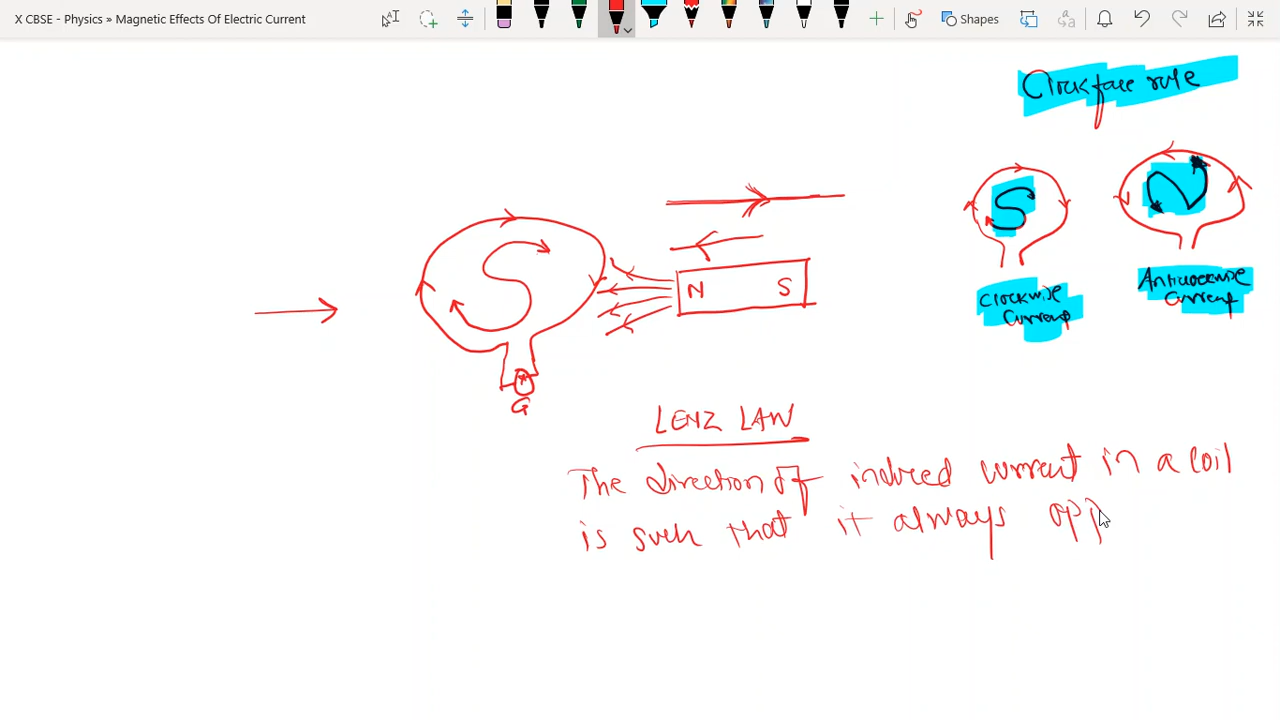 X CBSE - Physics » Magnetic Effects Of Electric Current
Shapes
Clockface rule
S
N
Clockwise
Current
Anticlockwise
Current
S
N S
G
LENZ LAW
The direction of induced current in a coil
is such that it always opp